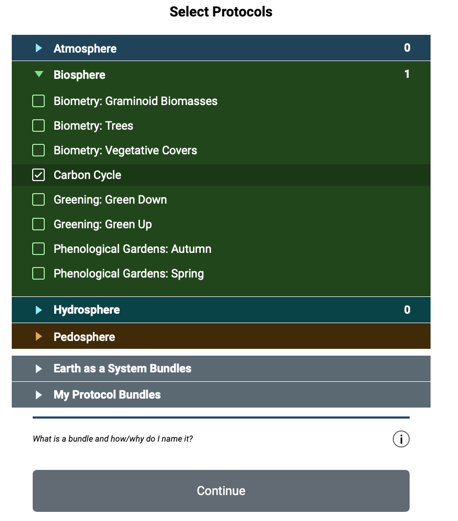 Select Protocols
Atmosphere 0
Biosphere 1
Biometry: Graminoid Biomasses
Biometry: Trees
Biometry: Vegetative Covers
Carbon Cycle
Greening: Green Down
Greening: Green Up
Phenological Gardens: Autumn
Phenological Gardens: Spring
Hydrosphere 0
Pedosphere
Earth as a System Bundles
My Protocol Bundles
What is a bundle and how/why do I name it?
Continue